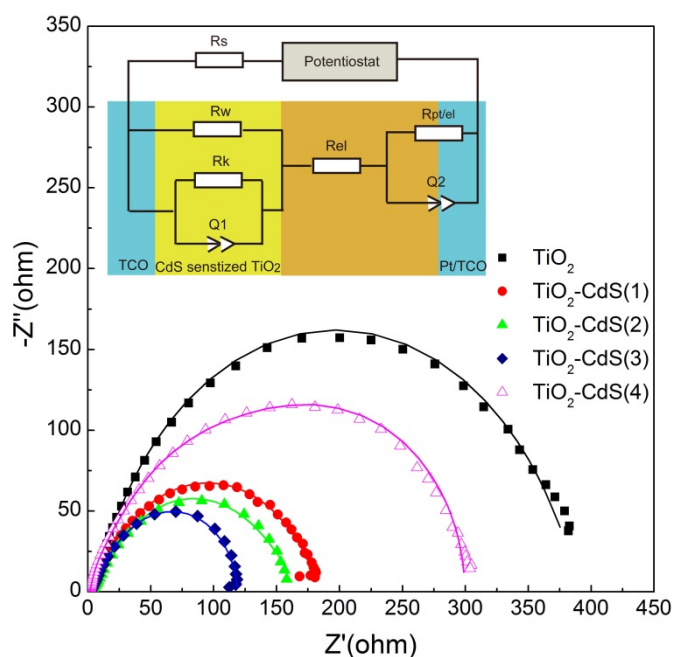 350
300
250
200
150
100
50
0
-Z''(ohm)
Rs
Potentiostat
Rw
Rk
Q1
Rel
Rpt/el
Q2
TCO
CdS senstized TiO2
Pt/TCO
TiO2
TiO2-CdS(1)
TiO2-CdS(2)
TiO2-CdS(3)
TiO2-CdS(4)
0 50 100 150 200 250 300 350 400 450
Z'(ohm)